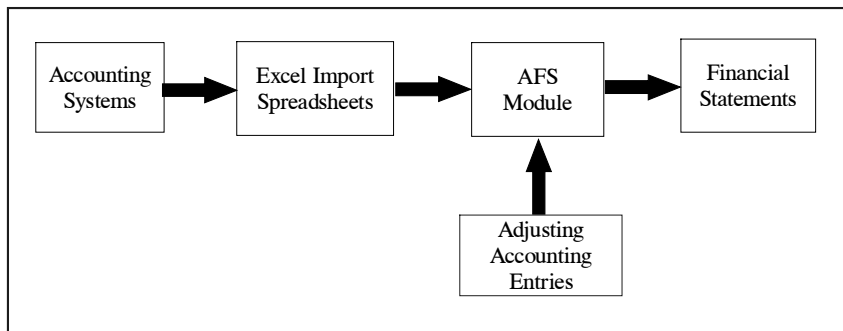 Accounting
Systems
Excel Import
Spreadsheets
AFS
Module
Financial
Statements
Adjusting
Accounting
Entries